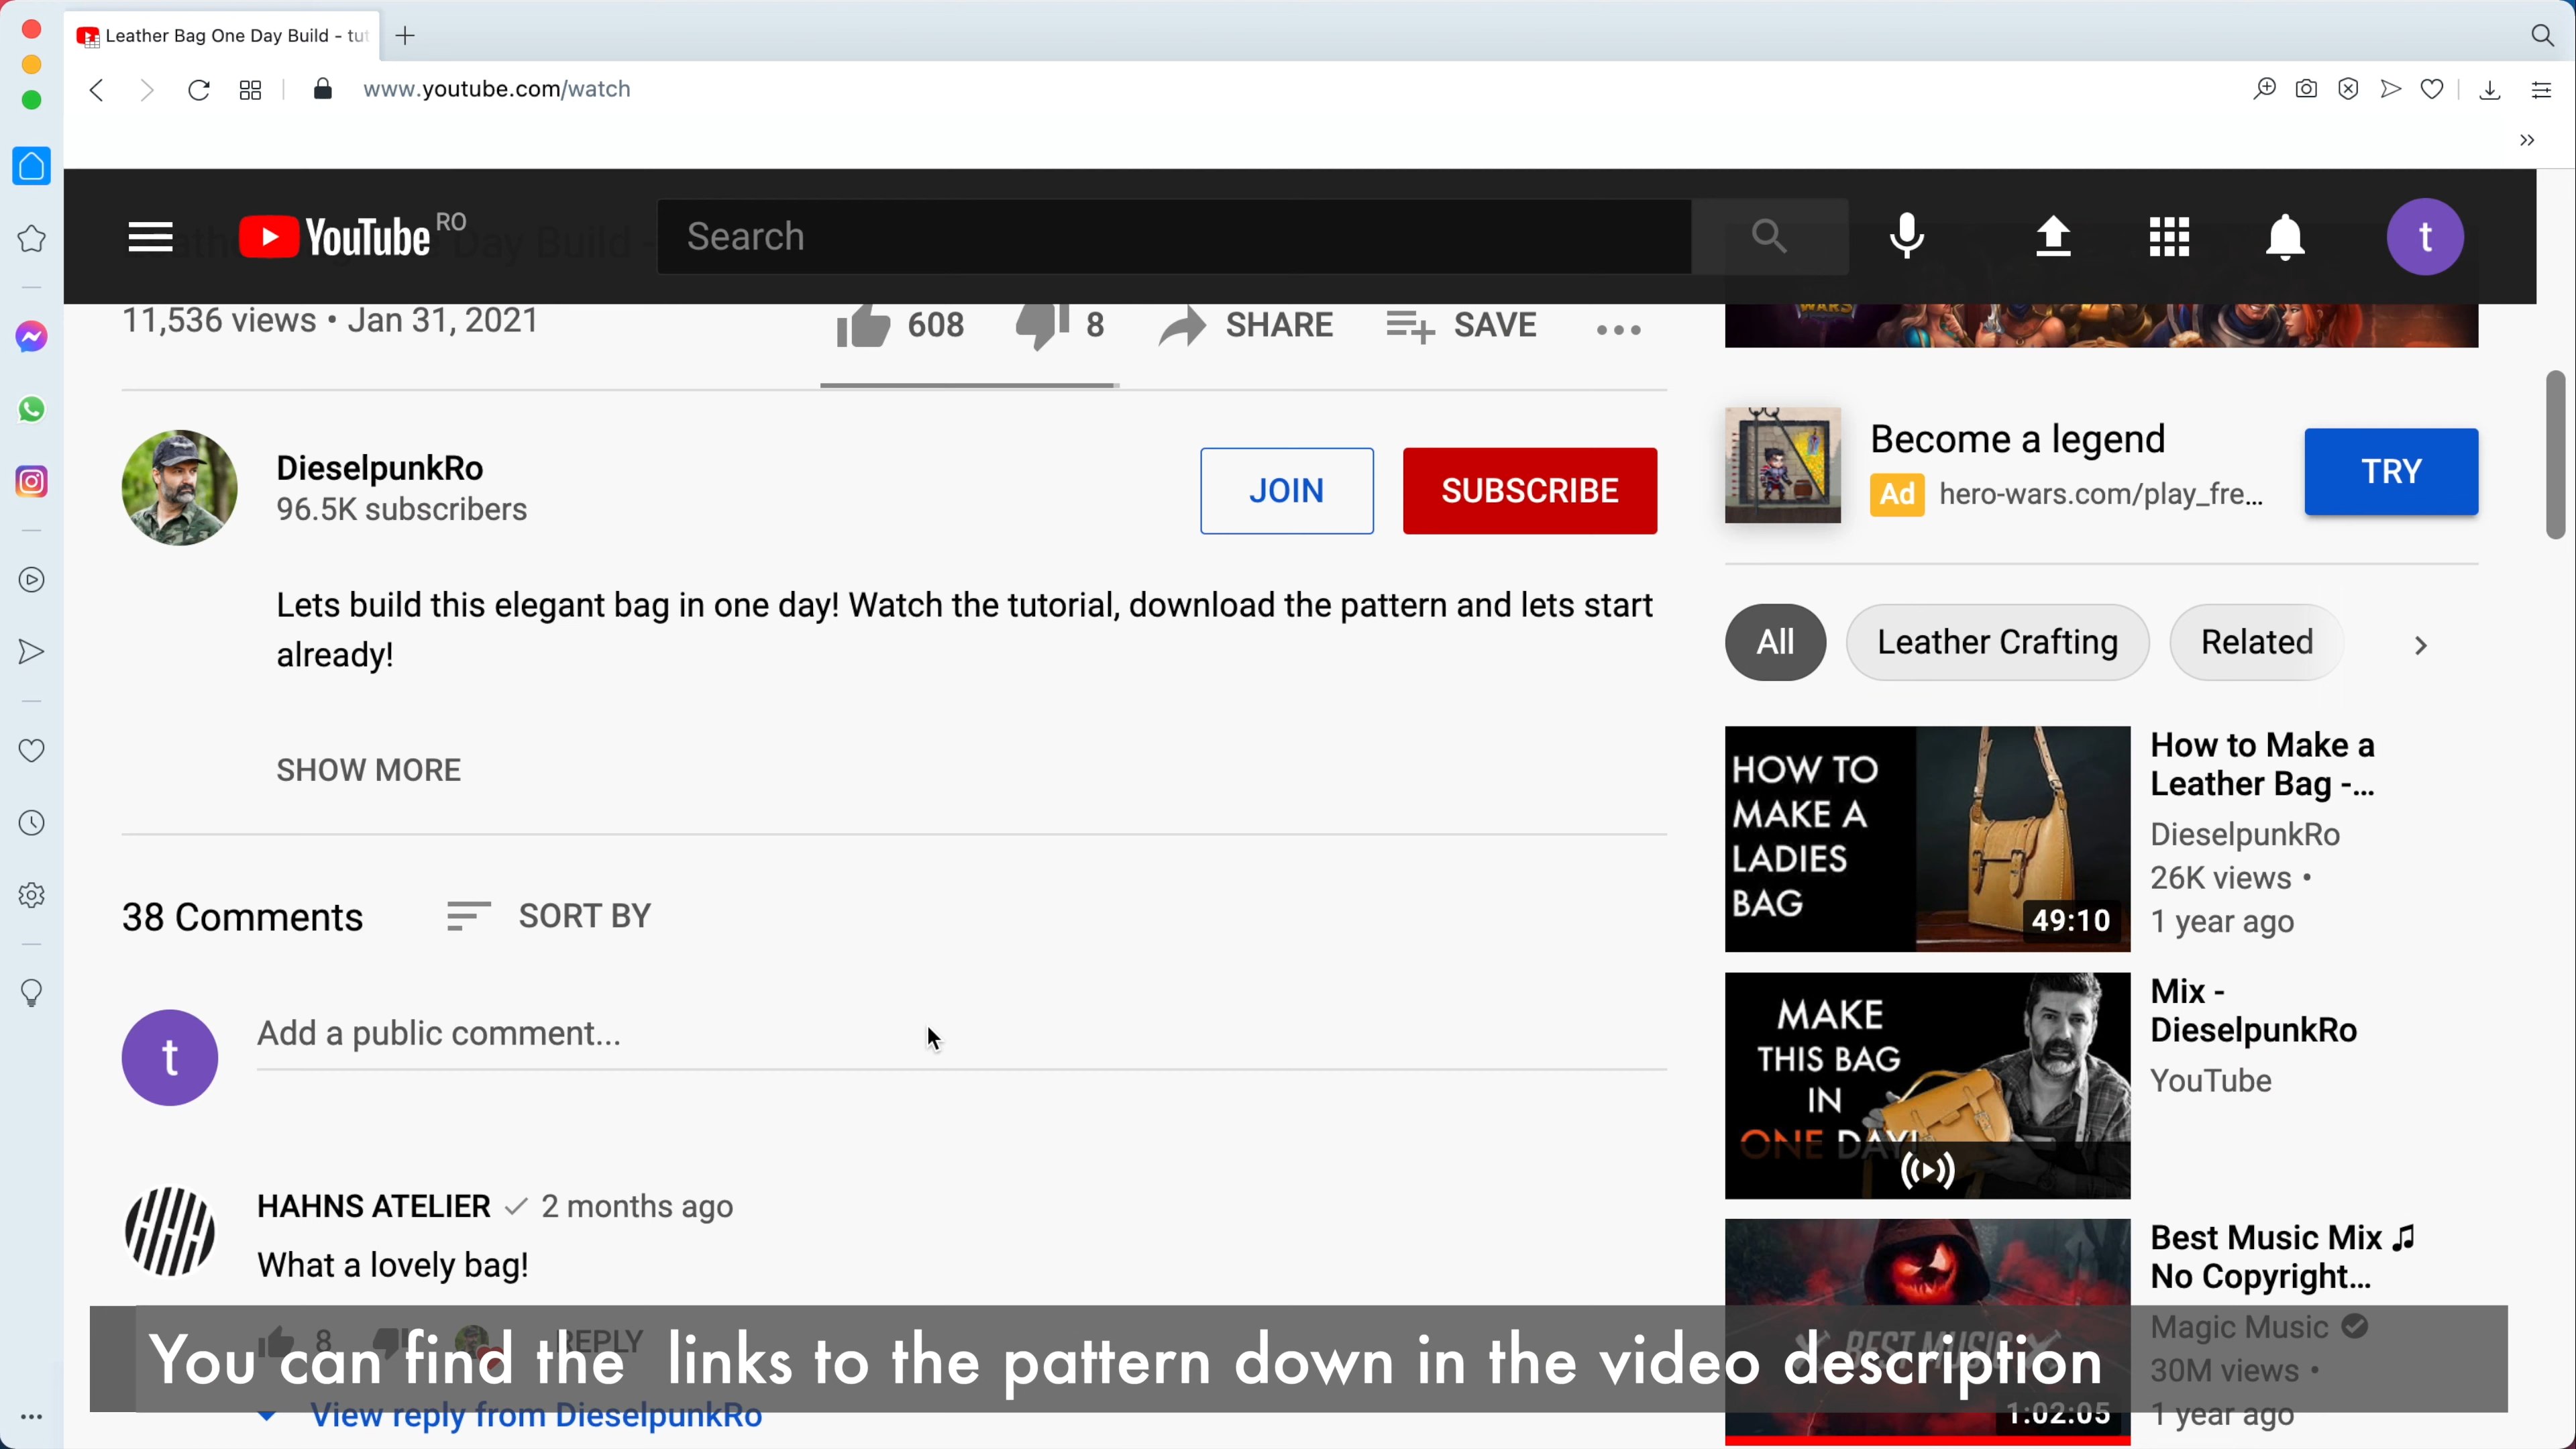 Leather Bag One Day Build - tut
www.youtube.com/watch
YouTube RO
Search
t
11,536 views • Jan 31, 2021
608
8
SHARE
SAVE
WARS
DieselpunkRo
96.5K subscribers
JOIN
SUBSCRIBE
Lets build this elegant bag in one day! Watch the tutorial, download the pattern and lets start
already!
SHOW MORE
38 Comments
SORT BY
t
Add a public comment...
HAHNS ATELIER 2 months ago
What a lovely bag!
8
REPLY
View reply from DieselpunkRo
You can find the links to the pattern down in the video description
Become a legend
Ad hero-wars.com/play_fre...
TRY
All
Leather Crafting
Related
HOW TO
MAKE A
LADIES
BAG
49:10
How to Make a
Leather Bag -...
DieselpunkRo
26K views •
1 year ago
MAKE
THIS BAG
IN
ONE DAY!
Mix -
DieselpunkRo
YouTube
BEST MUSIC
1:02:05
Best Music Mix ♫
No Copyright...
Magic Music
30M views •
1 year ago